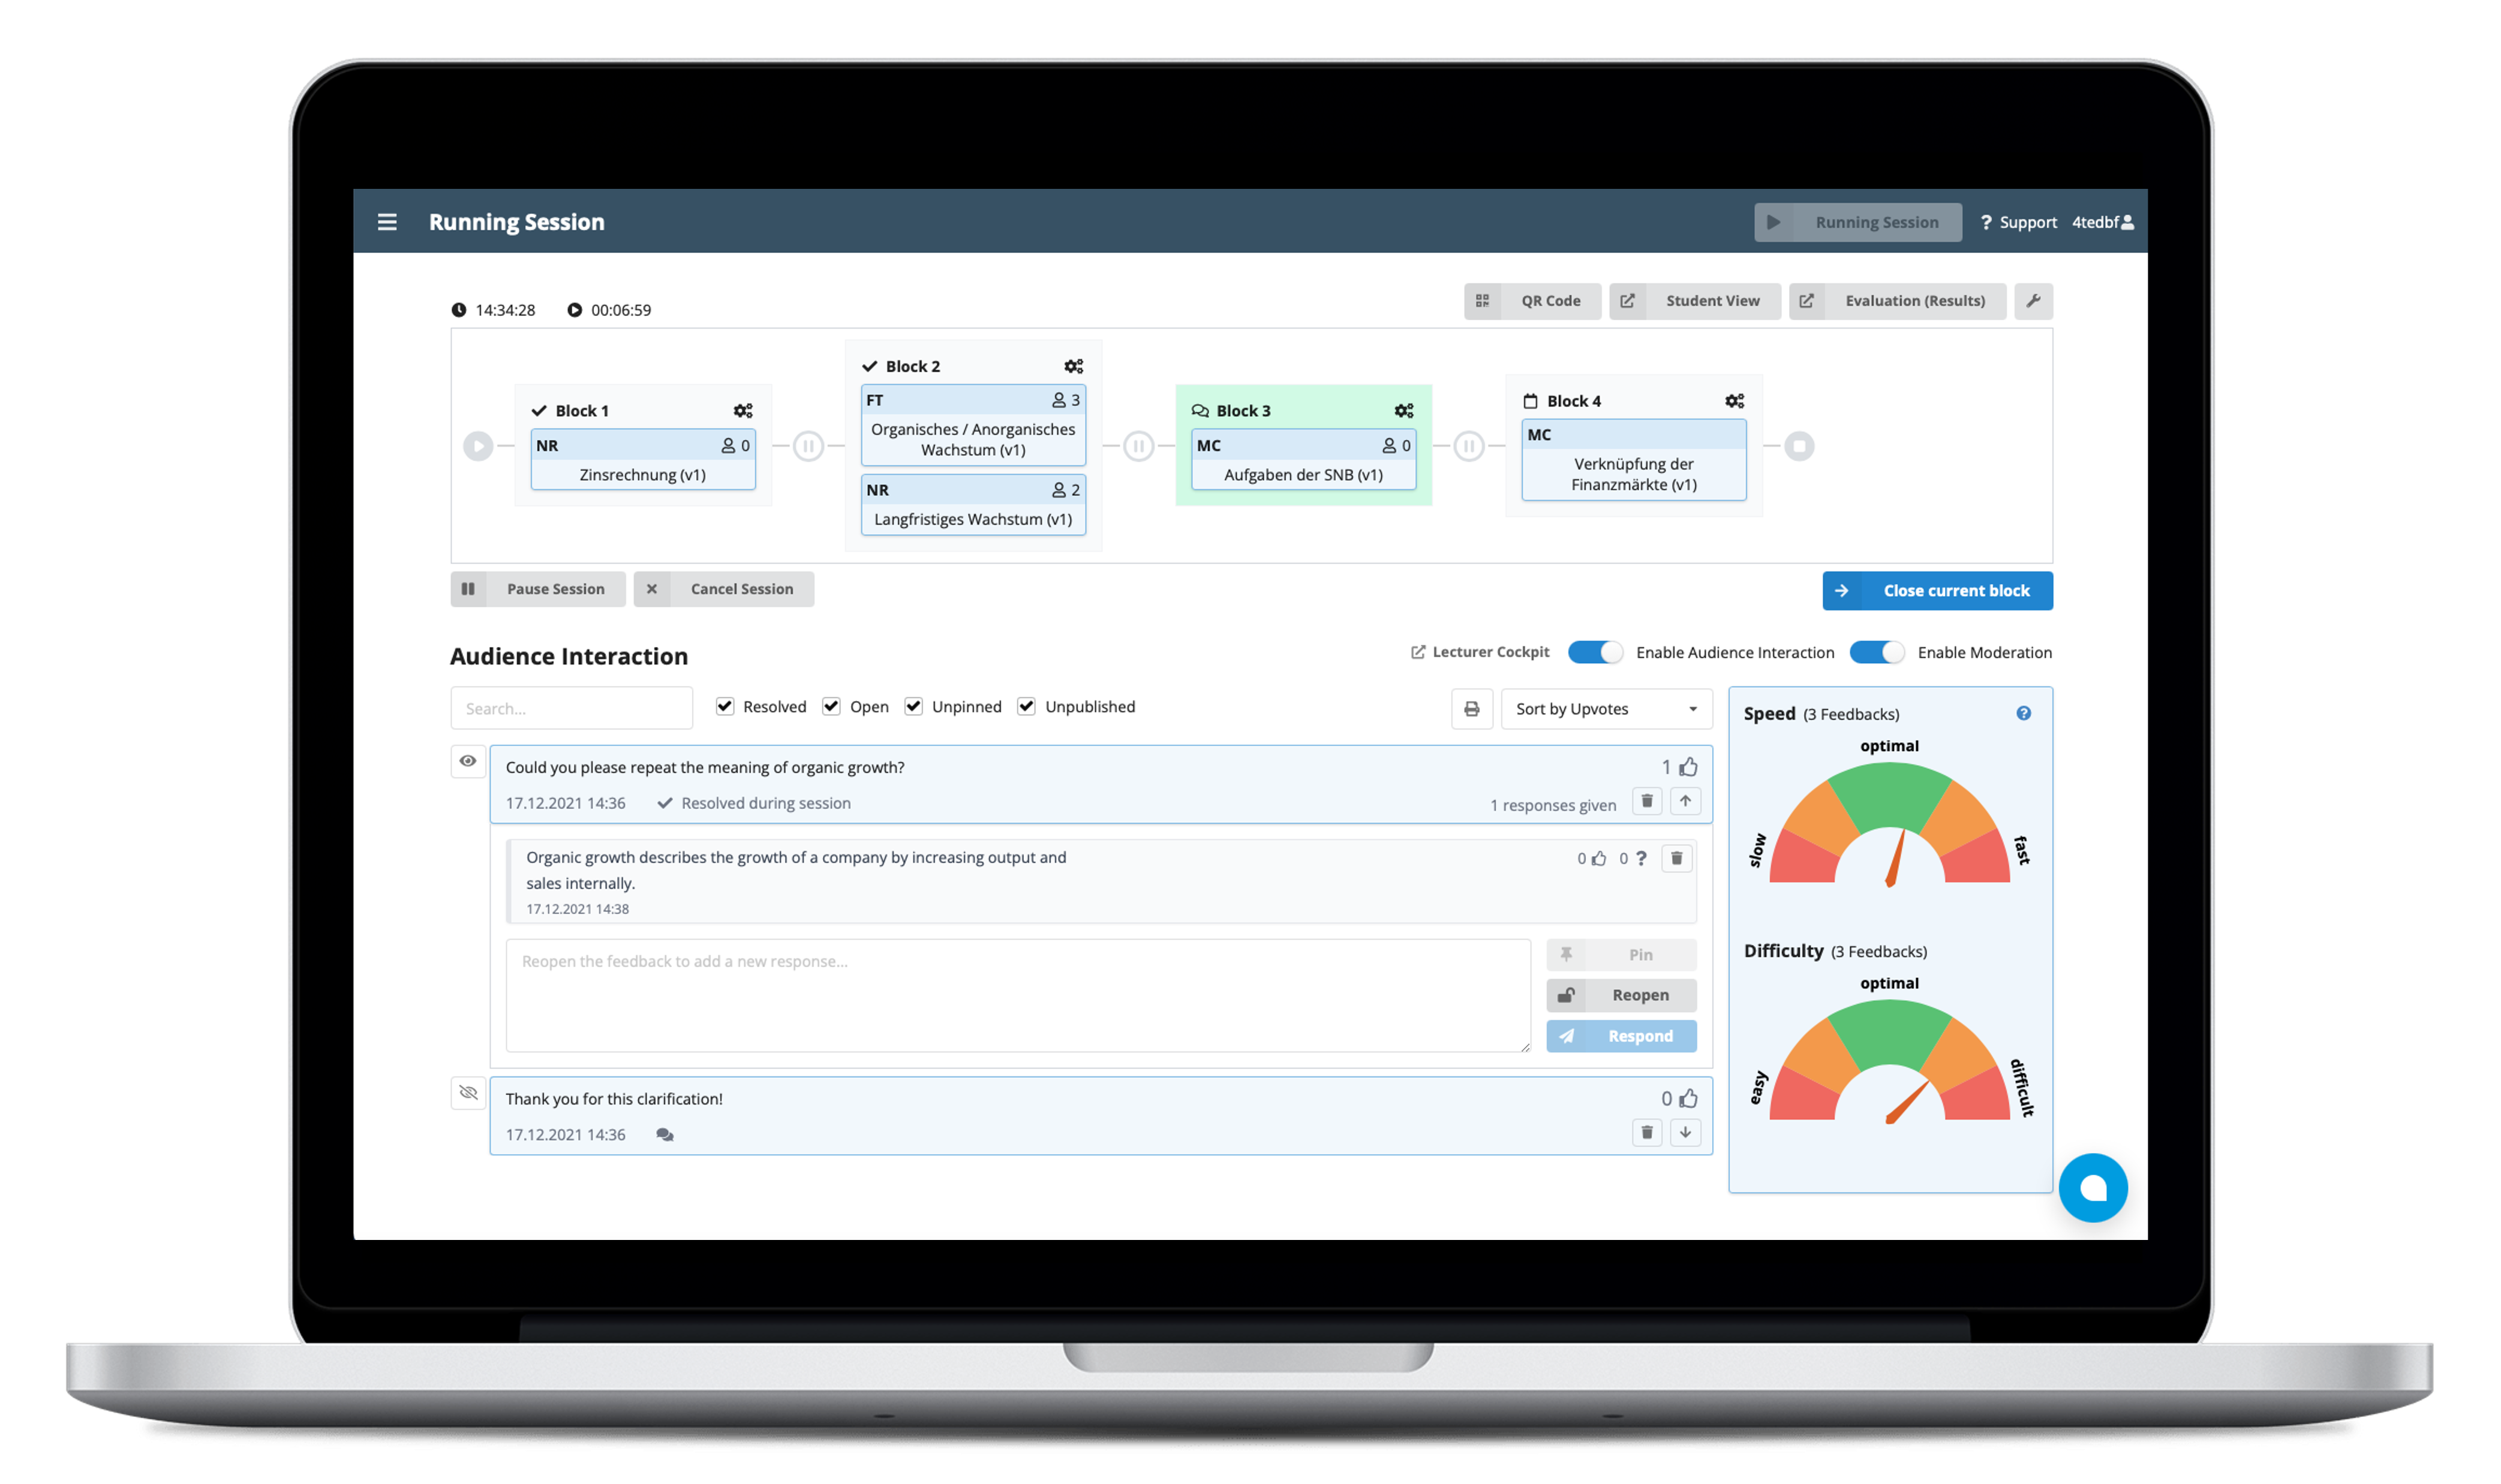 Running Session
Running Session
? Support
4tedbf
14:34:28
00:06:59
QR Code
Student View
Evaluation (Results)
Block 1
NR
0
Zinsrechnung (v1)
Block 2
FT
3
Organisches / Anorganisches
Wachstum (v1)
NR
2
Langfristiges Wachstum (v1)
Block 3
MC
0
Aufgaben der SNB (v1)
Block 4
MC
Verknüpfung der
Finanzmärkte (v1)
Pause Session
Cancel Session
Close current block
Audience Interaction
Lecturer Cockpit
Enable Audience Interaction
Enable Moderation
Search...
Resolved
Open
Unpinned
Unpublished
Sort by Upvotes
Could you please repeat the meaning of organic growth?
1
17.12.2021 14:36
Resolved during session
1 responses given
Organic growth describes the growth of a company by increasing output and
sales internally.
0
0 ?
17.12.2021 14:38
Reopen the feedback to add a new response...
Pin
Reopen
Respond
Thank you for this clarification!
0
17.12.2021 14:36
Speed (3 Feedbacks)
?
optimal
slow
fast
Difficulty (3 Feedbacks)
optimal
easy
difficult